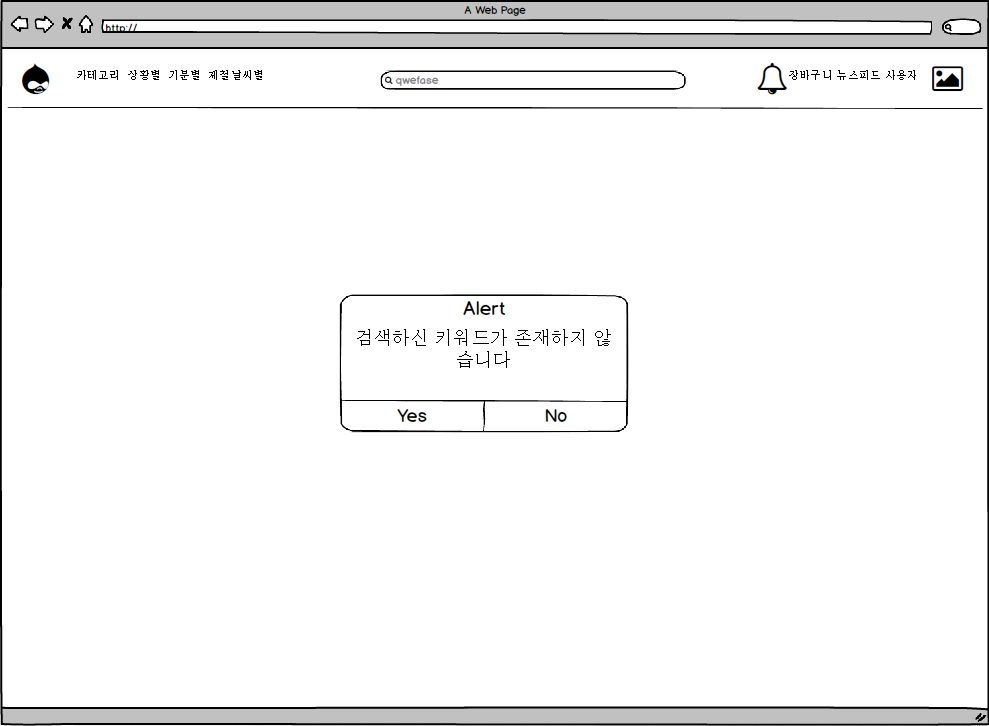 A Web Page
http://
카테고리 상황별 기분별 제철날씨별
qwefase
장바구니 뉴스피드 사용자
Alert
검색하신 키워드가 존재하지 않
습니다
Yes
No